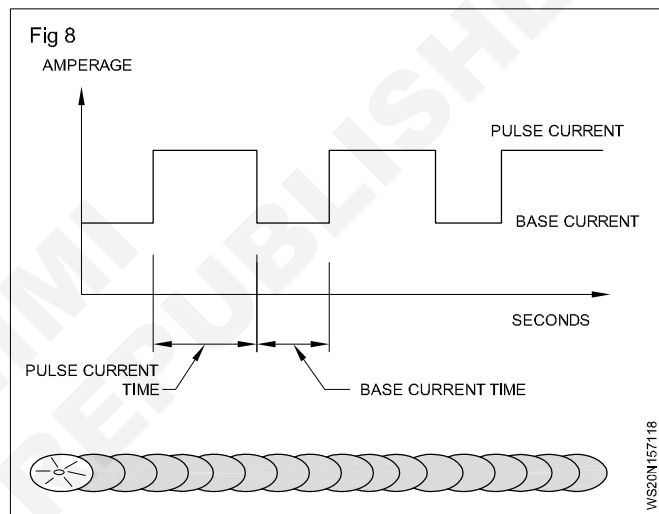 Fig 8
AMPERAGE
PULSE CURRENT
BASE CURRENT
SECONDS
PULSE CURRENT
TIME
BASE CURRENT TIME
WS20N157118